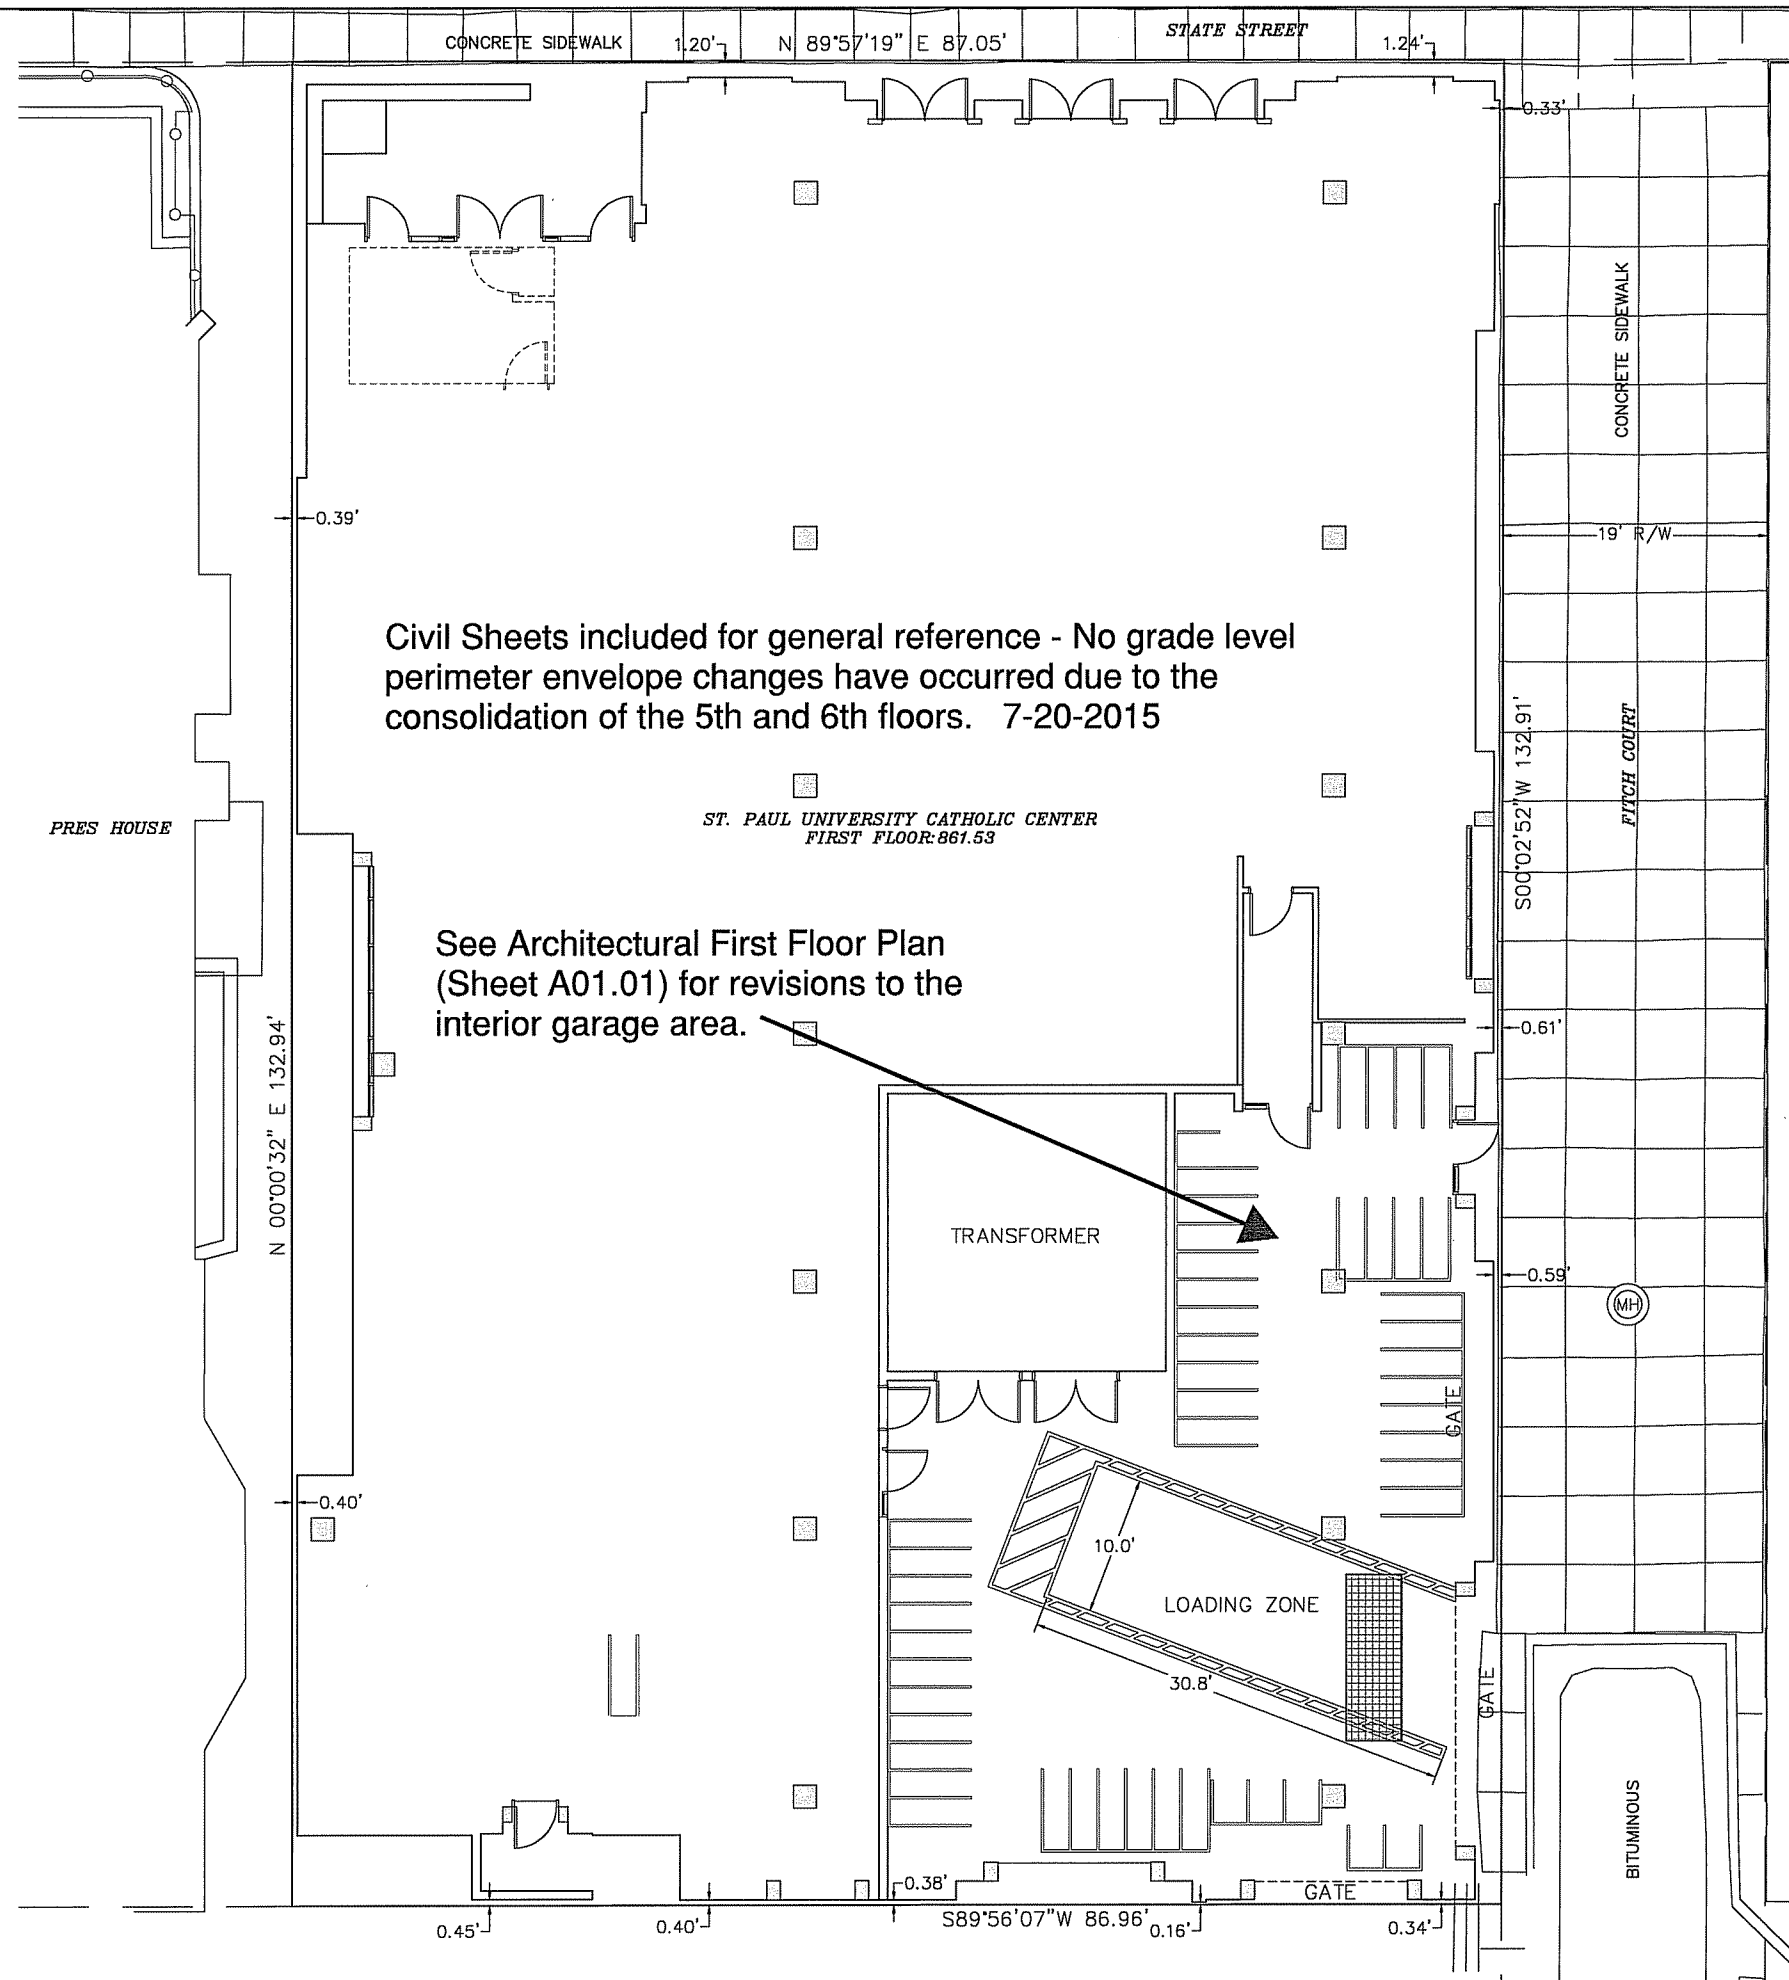 CONCRETE SIDEWALK
1.20'
N 89°57'19" E 87.05'
STATE STREET
1.24'
0.33'
CONCRETE SIDEWALK
0.39'
19' R/W
Civil Sheets included for general reference - No grade level
perimeter envelope changes have occurred due to the
consolidation of the 5th and 6th floors. 7-20-2015
S00°02'52"W 132.91'
FITCH COURT
PRES HOUSE
ST. PAUL UNIVERSITY CATHOLIC CENTER
FIRST FLOOR:861.53
See Architectural First Floor Plan
(Sheet A01.01) for revisions to the
interior garage area.
0.61'
N 00°00'32" E 132.94'
TRANSFORMER
0.59'
MH
GATE
0.40'
10.0'
LOADING ZONE
30.8'
GATE
BITUMINOUS
0.38'
GATE
S89°56'07"W 86.96'
0.45'
0.40'
0.16'
0.34'